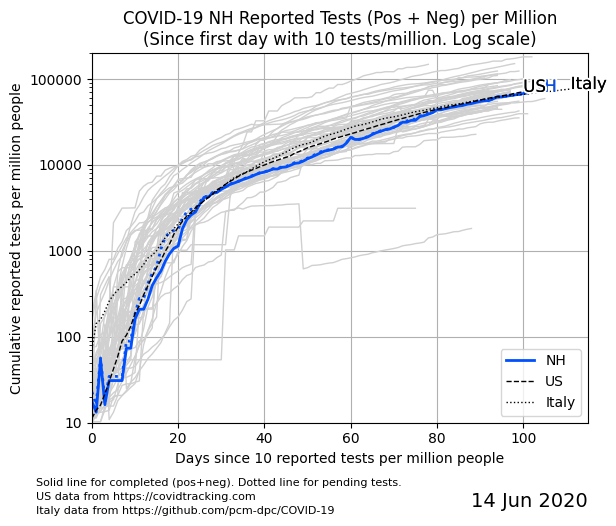 COVID-19 NH Reported Tests (Pos + Neg) per Million
(Since first day with 10 tests/million. Log scale)
Cumulative reported tests per million people
100000
10000
1000
100
10
US
H
Italy
NH
US
Italy
0 20 40 60 80 100
Days since 10 reported tests per million people
Solid line for completed (pos+neg). Dotted line for pending tests.
US data from https://covidtracking.com
Italy data from https://github.com/pcm-dpc/COVID-19
14 Jun 2020